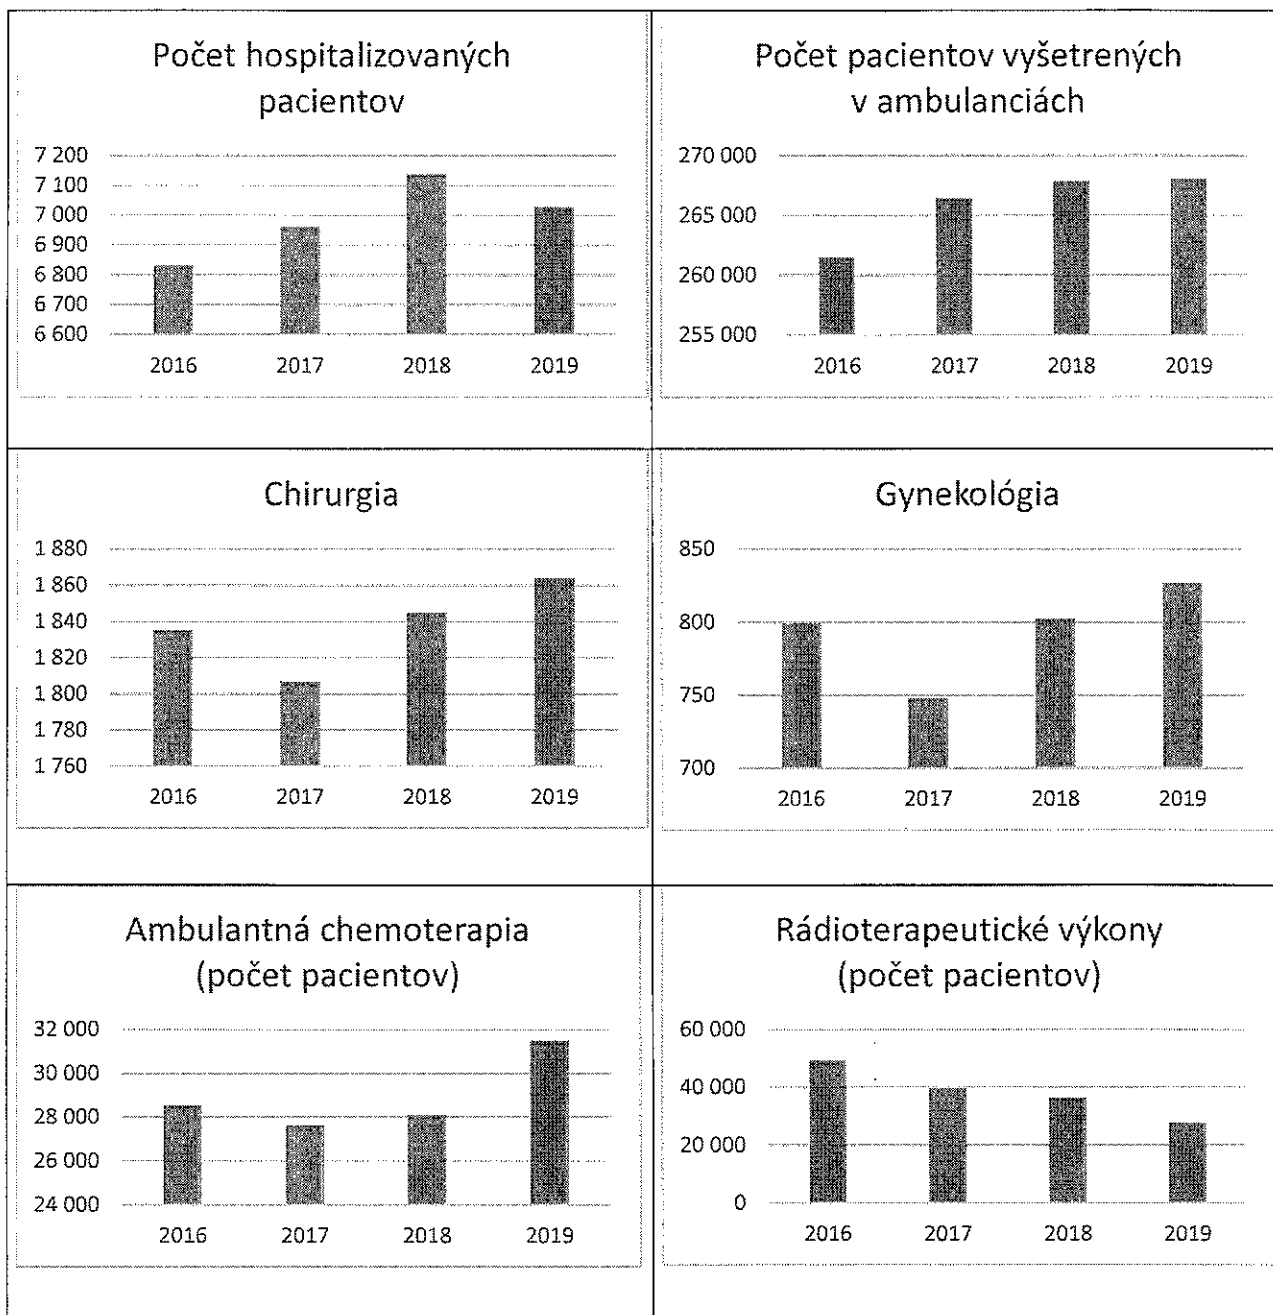 Počet hospitalizovaných
pacientov
7 200
7 100
7 000
6 900
6 800
6 700
6 600
2016 2017 2018 2019
Počet pacientov vyšetrených
v ambulanciách
270 000
265 000
260 000
255 000
2016 2017 2018 2019
Chirurgia
1 880
1 860
1 840
1 820
1 800
1 780
1 760
2016 2017 2018 2019
Gynekológia
850
800
750
700
2016 2017 2018 2019
Ambulantná chemoterapia
(počet pacientov)
32 000
30 000
28 000
26 000
24 000
2016 2017 2018 2019
Rádioterapeutické výkony
(počet pacientov)
60 000
40 000
20 000
0
2016 2017 2018 2019